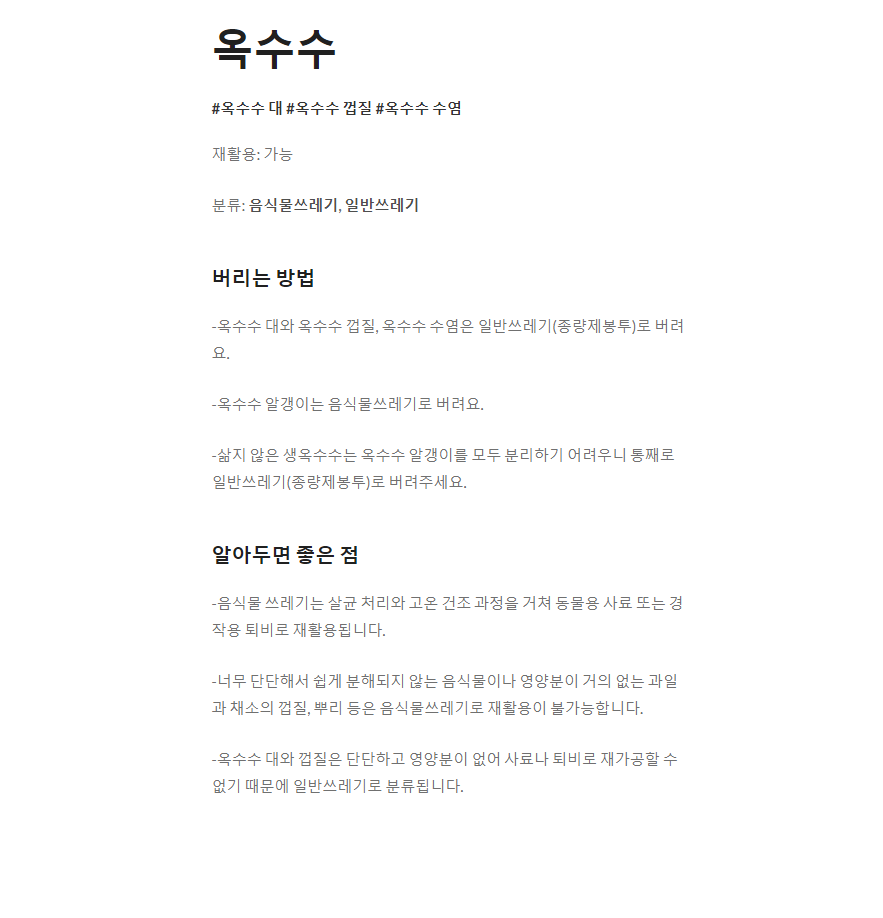 옥수수
#옥수수 대 #옥수수 껍질 #옥수수 수염
재활용: 가능
분류: 음식물쓰레기, 일반쓰레기
버리는 방법
-옥수수 대와 옥수수 껍질, 옥수수 수염은 일반쓰레기(종량제봉투)로 버려
요.
-옥수수 알갱이는 음식물쓰레기로 버려요.
-삶지 않은 생옥수수는 옥수수 알갱이를 모두 분리하기 어려우니 통째로
일반쓰레기(종량제봉투)로 버려주세요.
알아두면 좋은 점
-음식물 쓰레기는 살균 처리와 고온 건조 과정을 거쳐 동물용 사료 또는 경
작용 퇴비로 재활용됩니다.
-너무 단단해서 쉽게 분해되지 않는 음식물이나 영양분이 거의 없는 과일
과 채소의 껍질, 뿌리 등은 음식물쓰레기로 재활용이 불가능합니다.
-옥수수 대와 껍질은 단단하고 영양분이 없어 사료나 퇴비로 재가공할 수
없기 때문에 일반쓰레기로 분류됩니다.